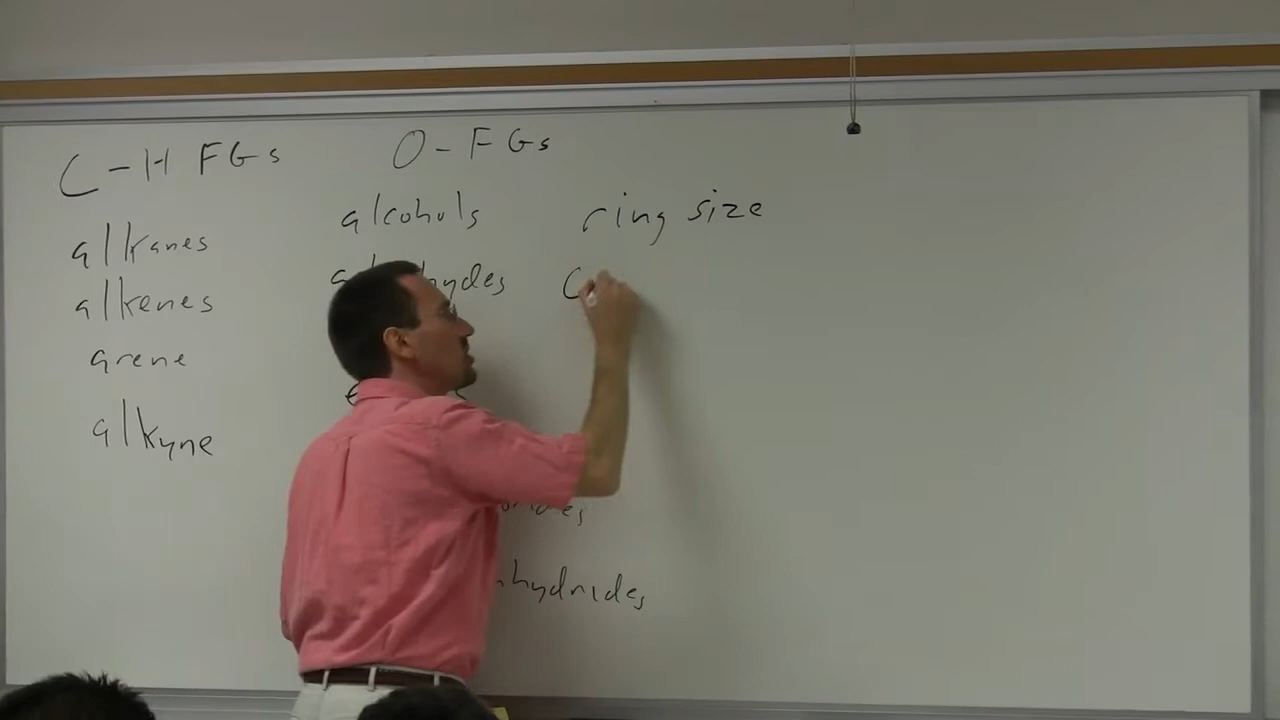 C-H FGs
alkanes
alkenes
arene
alkyne
O-FGs
alcohols
ring size
C